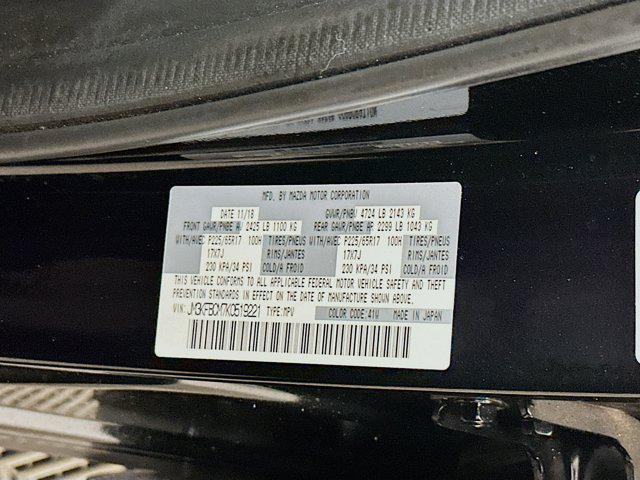 MFD. BY MAZDA MOTOR CORPORATION
DATE 11/18 GVWR/PNBV 4724 LB 2143 KG
FRONT GAWR/PNBE AV 2425 LB 1100 KG REAR GAWR/PNBE AR 2299 LB 1043 KG
WITH/AVEC P225/65R17 100H TIRES/PNEUS WITH/AVEC P225/65R17 100H TIRES/PNEUS
17X7J RIMS/JANTES 17X7J RIMS/JANTES
230 KPA/34 PSI COLD/A FROID 230 KPA/34 PSI COLD/A FROID
THIS VEHICLE CONFORMS TO ALL APPLICABLE FEDERAL MOTOR VEHICLE SAFETY AND THEFT
PREVENTION STANDARDS IN EFFECT ON THE DATE OF MANUFACTURE SHOWN ABOVE.
VIN: JM3KFBCM7K0519221 TYPE:MPV COLOR CODE:41W MADE IN JAPAN